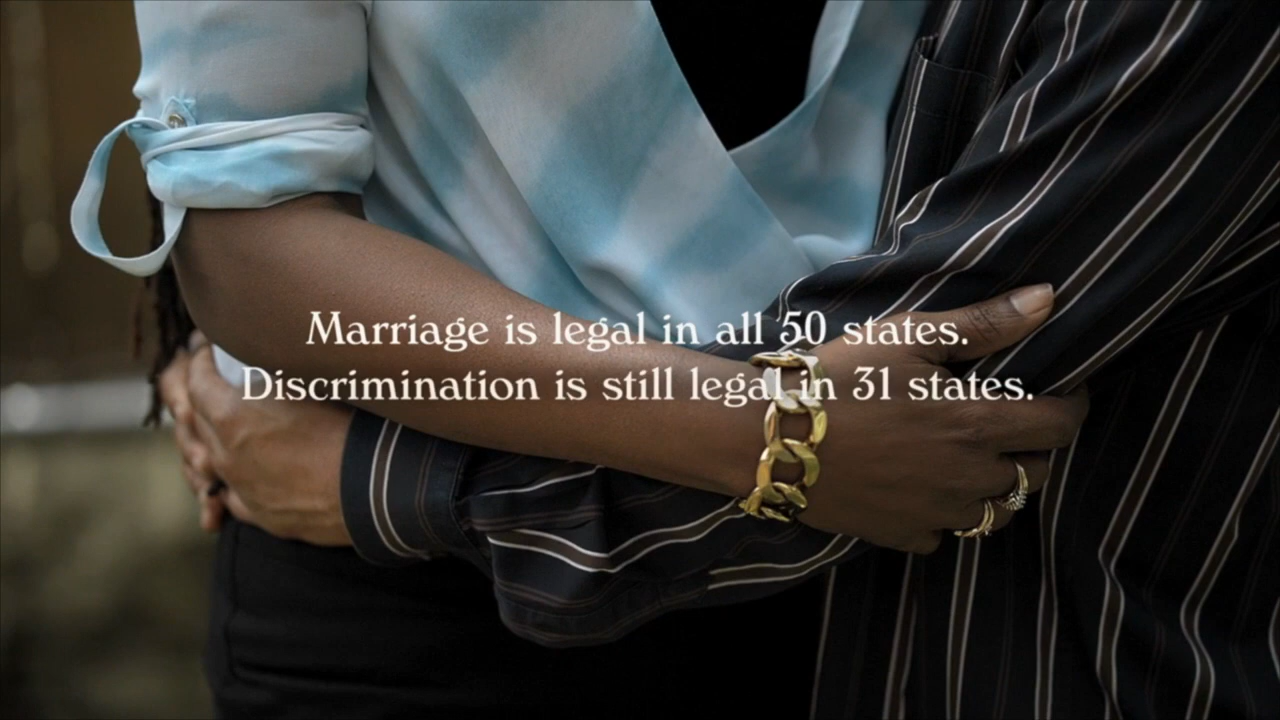 Marriage is legal in all 50 states.
Discrimination is still legal in 31 states.